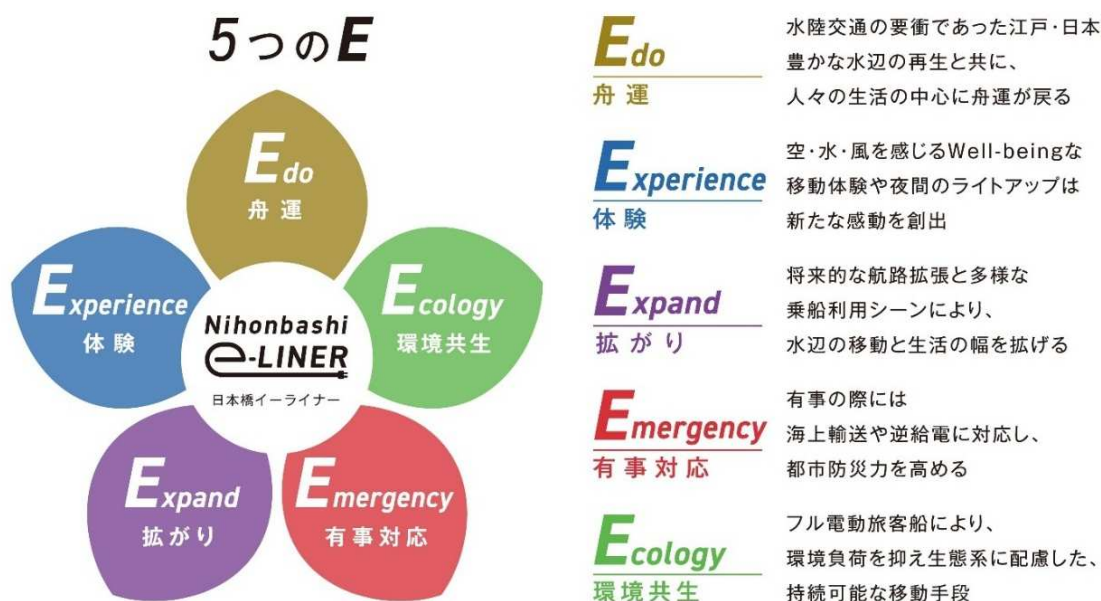 5つのE
Edo
舟運
Ecology
環境共生
Emergency
有事対応
Expand
拡がり
Experience
体験
Nihonbashi
e-LINER
日本橋イーライナー
Edo
舟運
水陸交通の要衝であった江戸・日本
豊かな水辺の再生と共に、
人々の生活の中心に舟運が戻る
Experience
体験
空・水・風を感じるWell-beingな
移動体験や夜間のライトアップは
新たな感動を創出
Expand
拡がり
将来的な航路拡張と多様な
乗船利用シーンにより、
水辺の移動と生活の幅を拡げる
Emergency
有事対応
有事の際には
海上輸送や逆給電に対応し、
都市防災力を高める
Ecology
環境共生
フル電動旅客船により、
環境負荷を抑え生態系に配慮した、
持続可能な移動手段